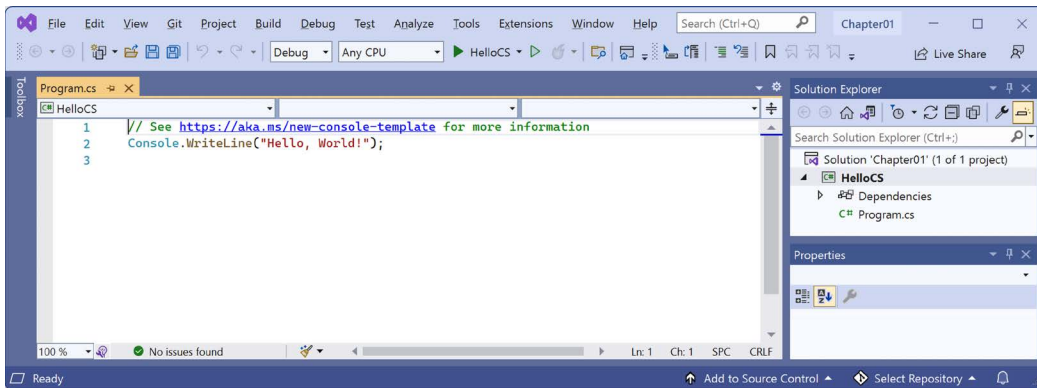 File Edit View Git Project Build Debug Test Analyze Tools Extensions Window Help Search (Ctrl+Q) Chapter01
Debug Any CPU HelloCS Live Share
Toolbox
Program.cs
C# HelloCS
1 // See https://aka.ms/new-console-template for more information
2 Console.WriteLine("Hello, World!");
3
100 % No issues found Ln: 1 Ch: 1 SPC CRLF
Solution Explorer
Search Solution Explorer (Ctrl+;)
Solution 'Chapter01' (1 of 1 project)
C# HelloCS
Dependencies
C# Program.cs
Properties
Ready Add to Source Control Select Repository